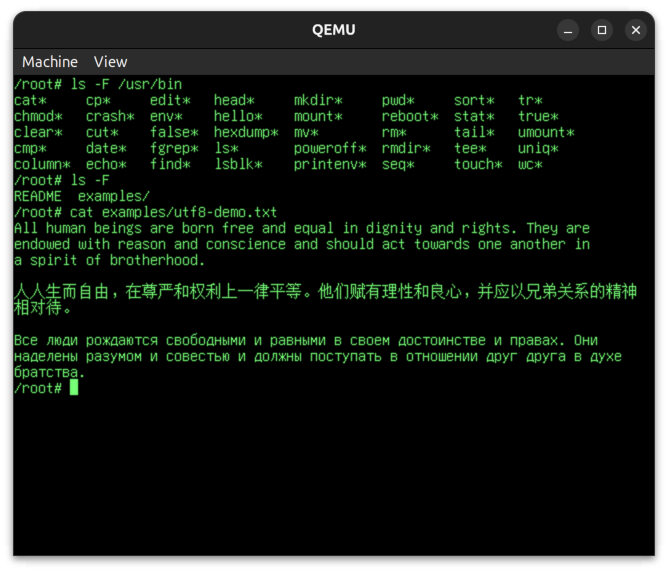 QEMU
Machine View
/root# ls -F /usr/bin
cat* cp* edit* head* mkdir* pwd* sort* tr*
chmod* crash* env* hello* mount* reboot* stat* true*
clear* cut* false* hexdump* mv* rm* tail* umount*
cmp* date* fgrep* ls* poweroff* rmdir* tee* uniq*
column* echo* find* lsblk* printenv* seq* touch* wc*
/root# ls -F
README examples/
/root# cat examples/utf8-demo.txt
All human beings are born free and equal in dignity and rights. They are
endowed with reason and conscience and should act towards one another in
a spirit of brotherhood.
人人生而自由，在尊严和权利上一律平等。他们赋有理性和良心，并应以兄弟关系的精神
相对待。
Все люди рождаются свободными и равными в своем достоинстве и правах. Они
наделены разумом и совестью и должны поступать в отношении друг друга в духе
братства.
/root#